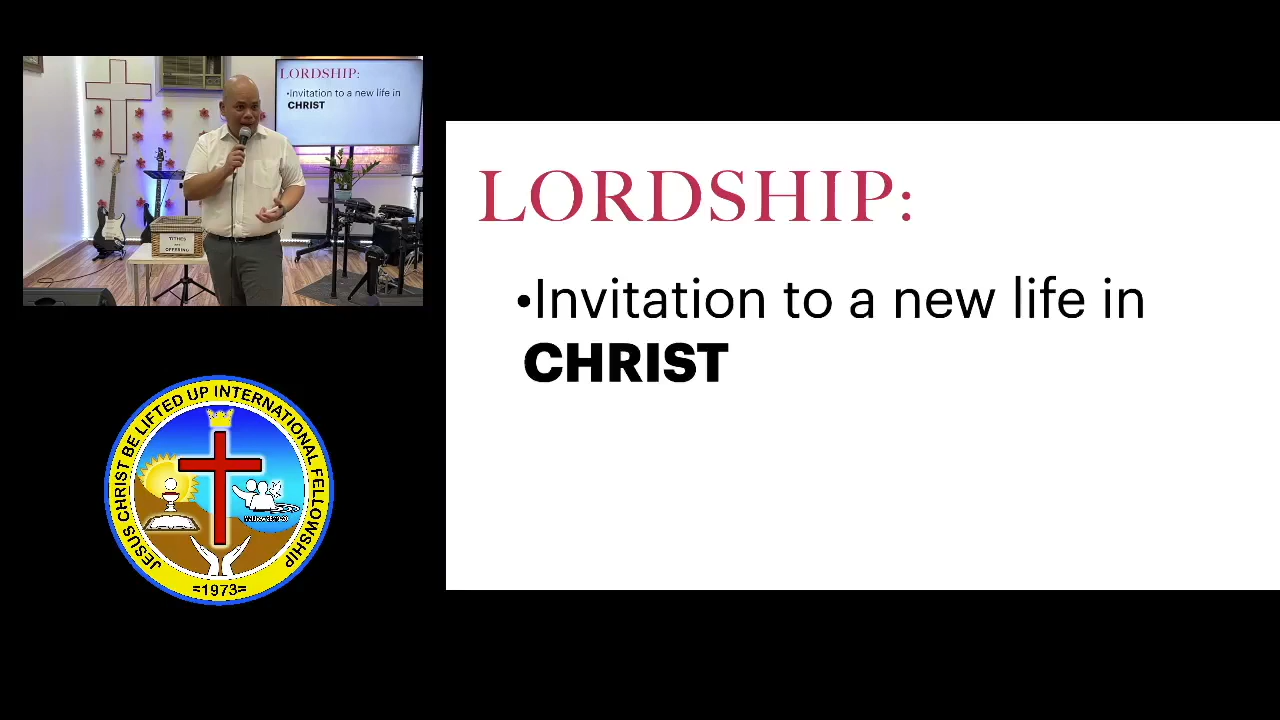 LORDSHIP:
•Invitation to a new life in
CHRIST
TITHES
OFFERING
LORDSHIP:
•Invitation to a new life in
CHRIST
JESUS CHRIST BE LIFTED UP INTERNATIONAL FELLOWSHIP
=1973=